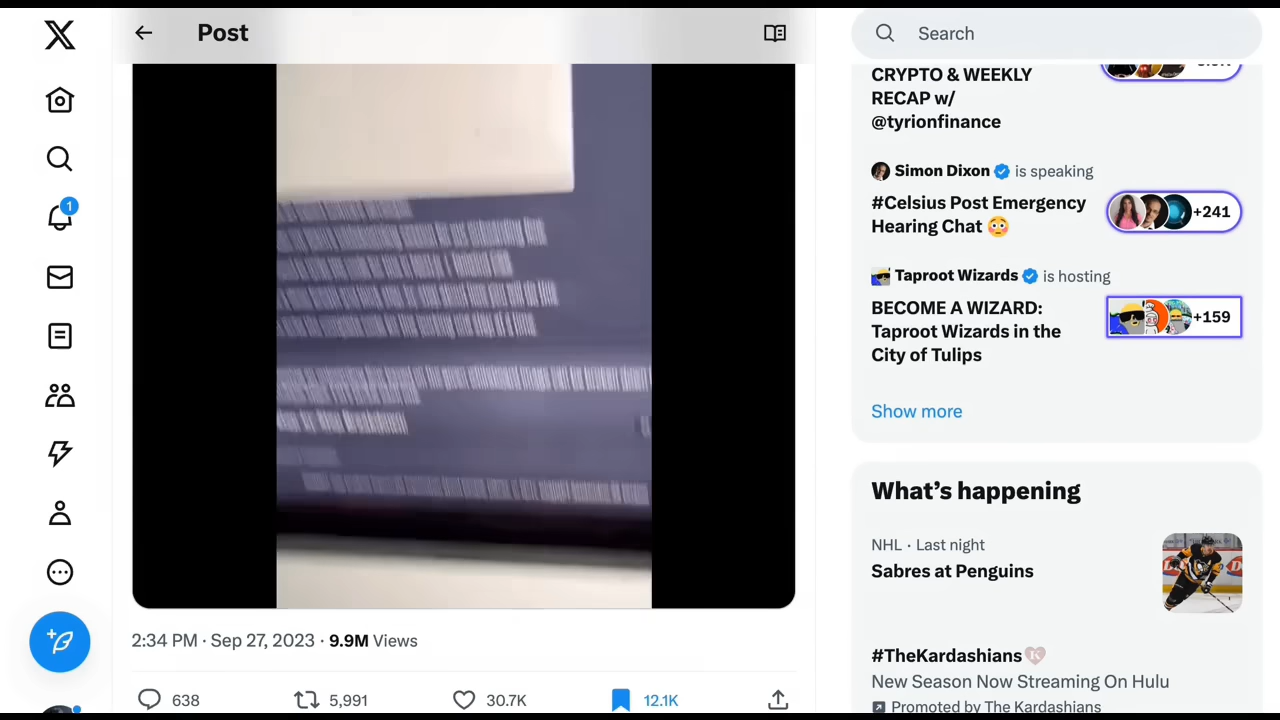 Post
Search
CRYPTO & WEEKLY
RECAP w/
@tyrionfinance
Simon Dixon is speaking
#Celsius Post Emergency
Hearing Chat 😳
+241
Taproot Wizards is hosting
BECOME A WIZARD:
Taproot Wizards in the
City of Tulips
+159
Show more
What’s happening
NHL · Last night
Sabres at Penguins
#TheKardashians
New Season Now Streaming On Hulu
Promoted by The Kardashians
1
2:34 PM · Sep 27, 2023 · 9.9M Views
638 5,991 30.7K 12.1K